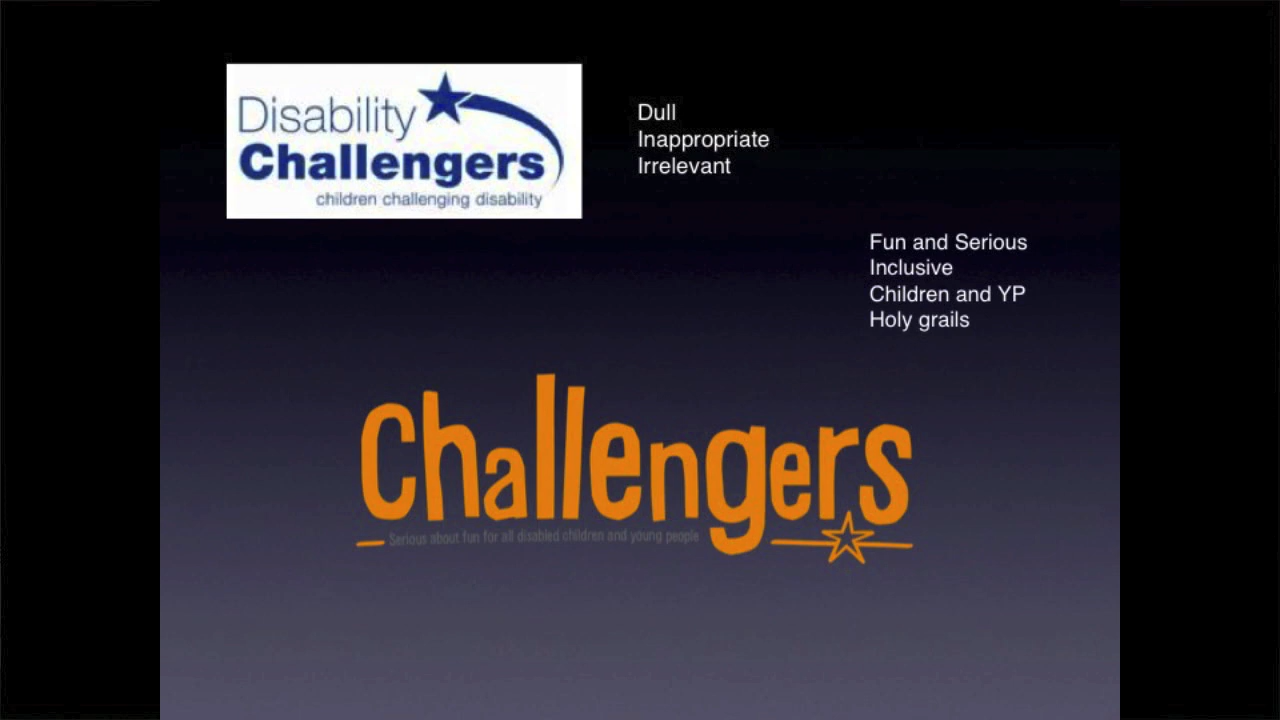 Disability
Challengers
children challenging disability
Dull
Inappropriate
Irrelevant
Fun and Serious
Inclusive
Children and YP
Holy grails
Challengers
Serious about fun for all disabled children and young people